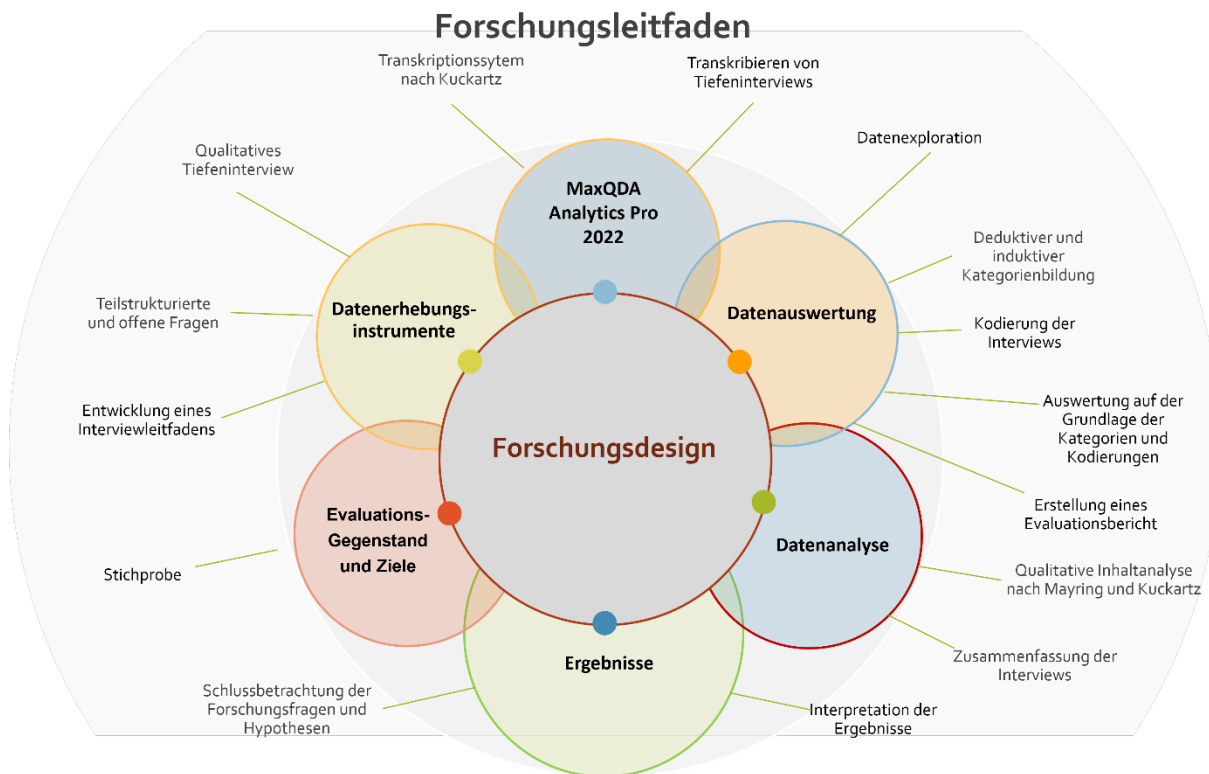 Forschungsleitfaden
Transkriptionssytem
nach Kuckartz
Transkribieren von
Tiefeninterviews
Qualitatives
Tiefeninterview
Datenexploration
MaxQDA
Analytics Pro
2022
Deduktiver und
induktiver
Kategorienbildung
Teilstrukturierte
und offene Fragen
Datenerhebungs-
instrumente
Datenauswertung
Kodierung der
Interviews
Entwicklung eines
Interviewleitfadens
Auswertung auf der
Grundlage der
Kategorien und
Kodierungen
Forschungsdesign
Erstellung eines
Evaluationsbericht
Evaluations-
Gegenstand
und Ziele
Datenanalyse
Stichprobe
Qualitative Inhaltanalyse
nach Mayring und Kuckartz
Ergebnisse
Zusammenfassung der
Interviews
Schlussbetrachtung der
Forschungsfragen und
Hypothesen
Interpretation der
Ergebnisse